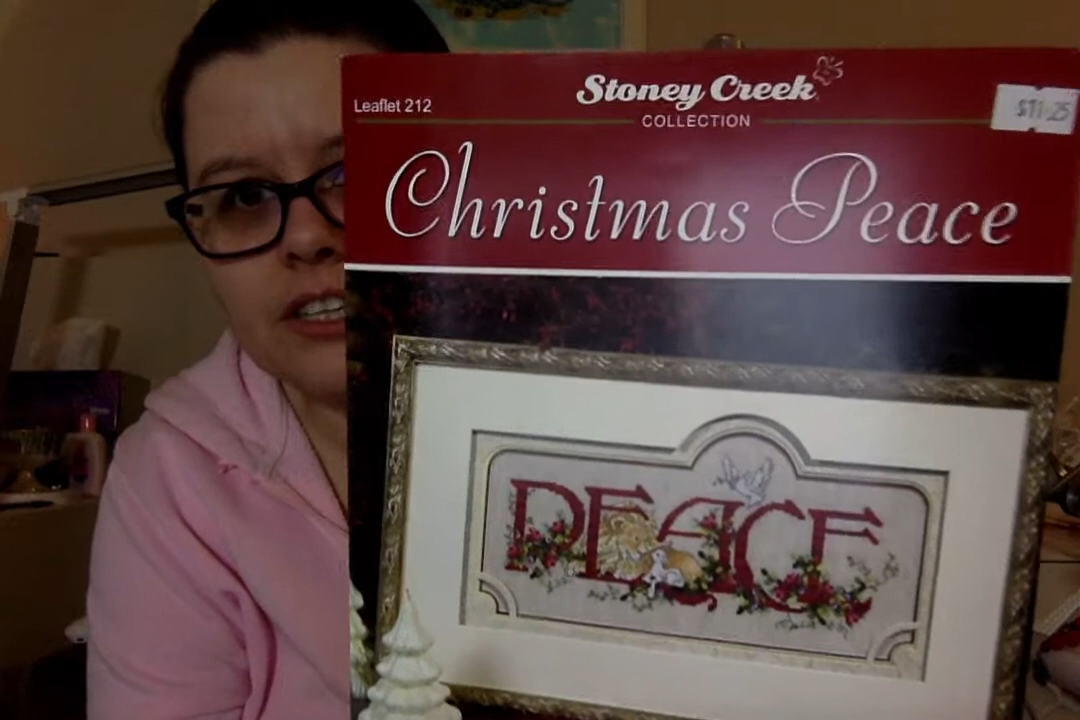 Stoney Creek
Leaflet 212
COLLECTION
$11.25
Christmas Peace
PEACE